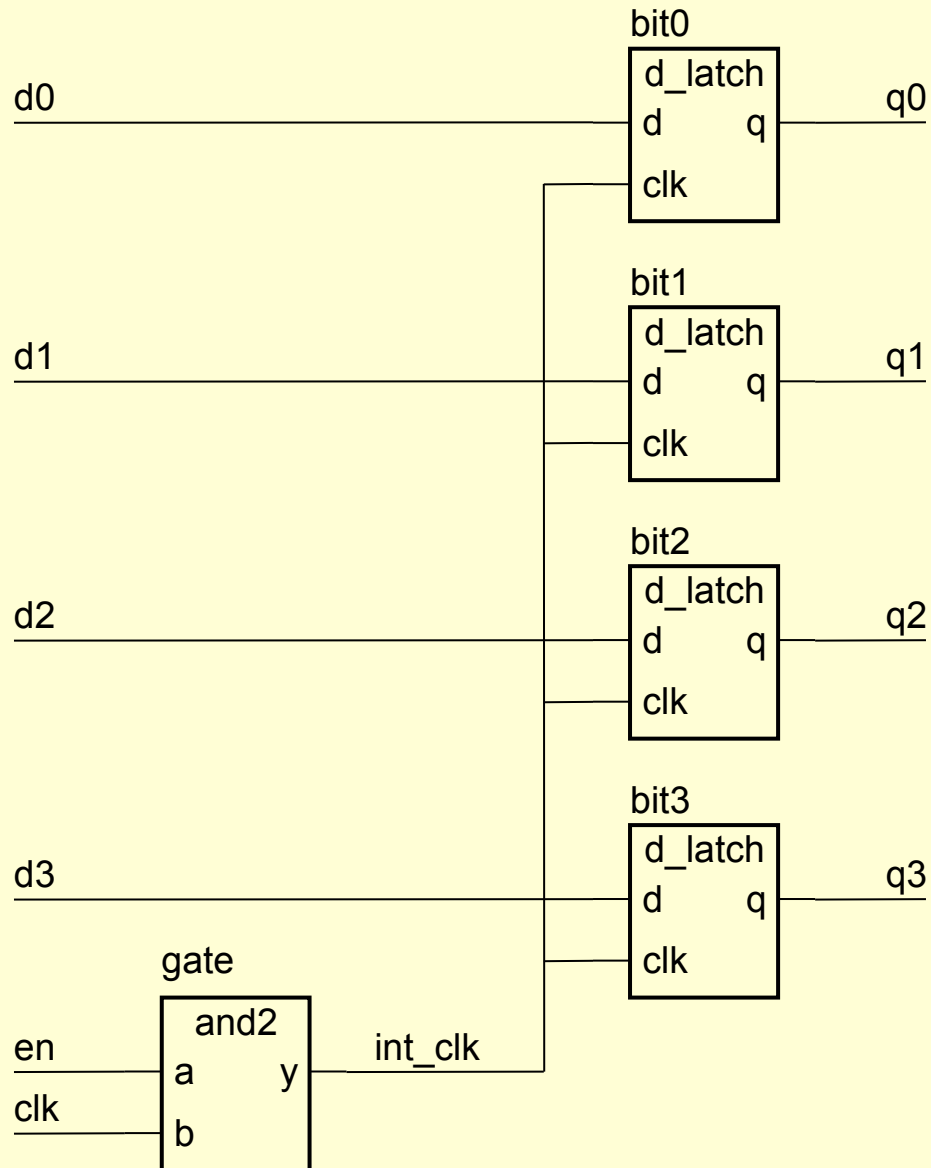 bit0
d_latch
d0
d q
q0
clk
bit1
d_latch
d1
d q
q1
clk
bit2
d_latch
d2
d q
q2
clk
bit3
d_latch
d3
d q
q3
clk
gate
and2
en
a y
int_clk
clk
b